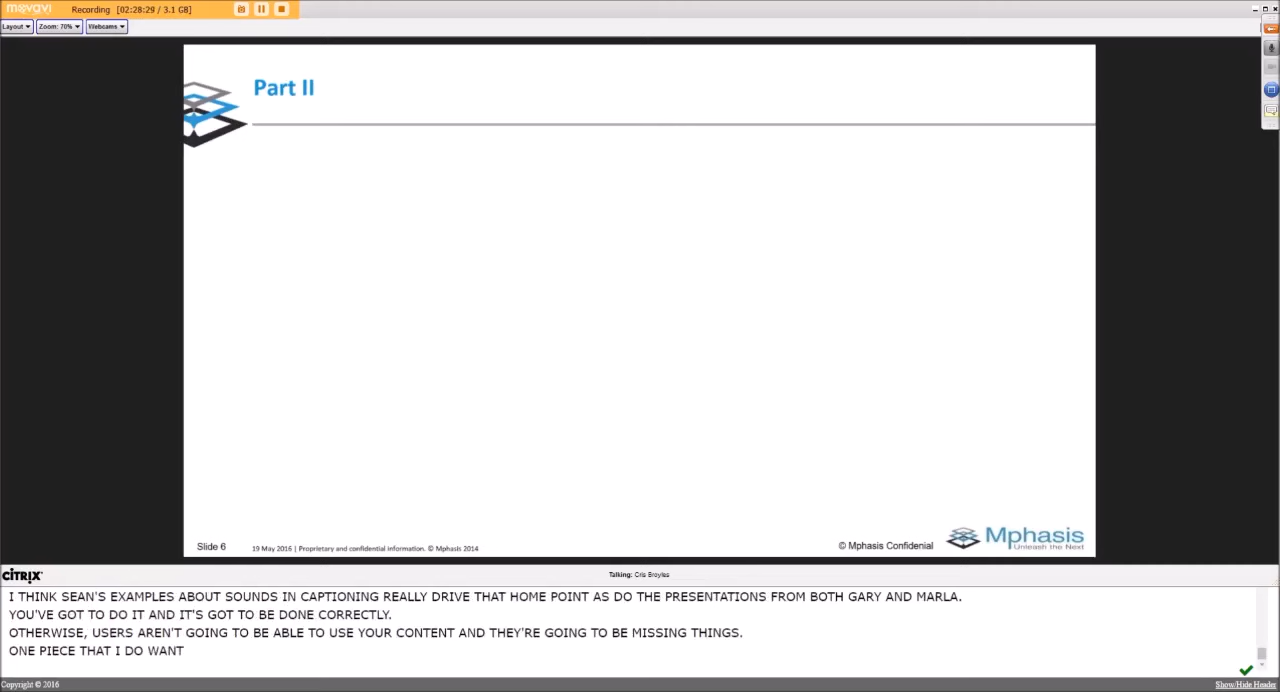 movavi Recording [02:28:29 / 3.1 GB]
Layout Zoom: 70% Webcams
Part II
Slide 6 19 May 2016 | Proprietary and confidential information. © Mphasis 2014 © Mphasis Confidenial Mphasis
Unleash the Next
CİTRIX Talking: Cris Broyles
I THINK SEAN'S EXAMPLES ABOUT SOUNDS IN CAPTIONING REALLY DRIVE THAT HOME POINT AS DO THE PRESENTATIONS FROM BOTH GARY AND MARLA.
YOU'VE GOT TO DO IT AND IT'S GOT TO BE DONE CORRECTLY.
OTHERWISE, USERS AREN'T GOING TO BE ABLE TO USE YOUR CONTENT AND THEY'RE GOING TO BE MISSING THINGS.
ONE PIECE THAT I DO WANT
Copyright © 2016 Show/Hide Header